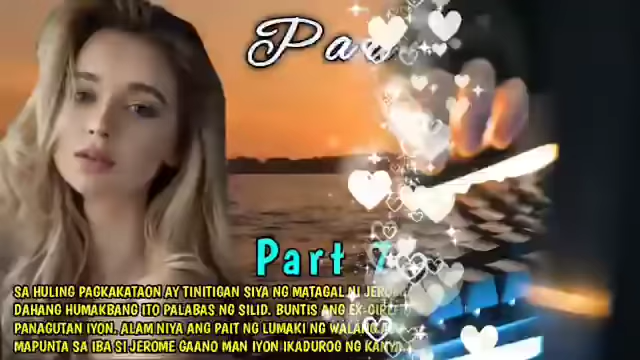 Part 7
SA HULING PAGKAKATAON AY TINITIGAN SIYA NG MATAGAL NI
DAHANG HUMAKBANG ITO PALABAS NG SILID. BUNTIS ANG
PANAGUTAN IYON. ALAM NIYA ANG PAIT NG LUMAKI NG WALANG
MAPUNTA SA IBA SI JEROME GAANO MAN IYON IKADUROG NG